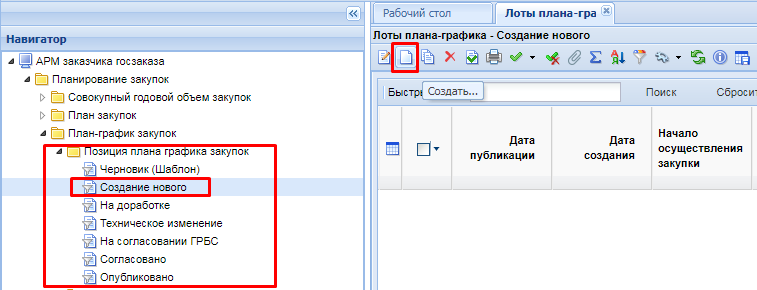 Рабочий стол
Лоты плана-гра
Навигатор
Лоты плана-графика - Создание нового
АРМ заказчика госзаказа
Планирование закупок
Совокупный годовой объем закупок
План закупок
План-график закупок
Позиция плана графика закупок
Черновик (Шаблон)
Создание нового
На доработке
Техническое изменение
На согласовании ГРБС
Согласовано
Опубликовано
Создать...
Поиск
Дата
публикации
Дата
создания
Начало
осуществления
закупки